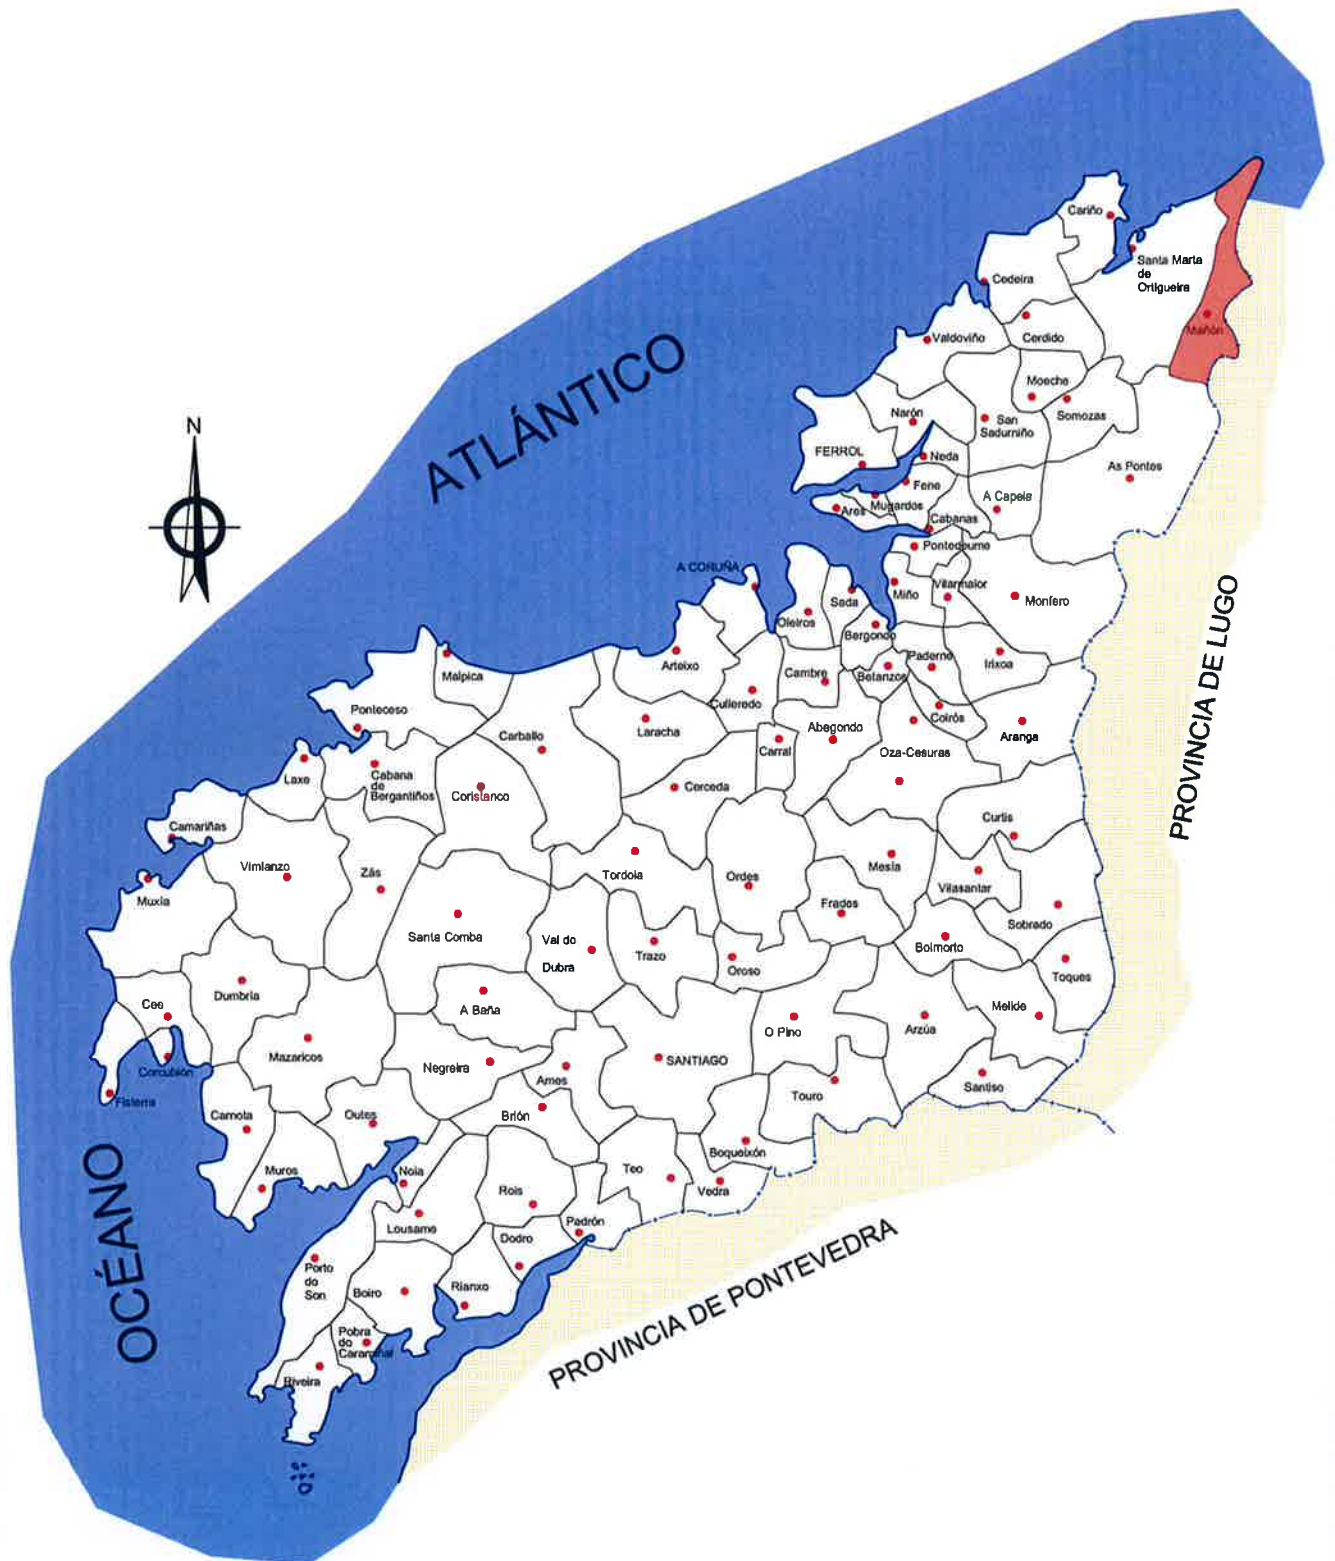 Cariño
Santa Marta
de
Ortigueira
Cedeira
Mañón
Cerdido
Valdoviño
Moeche
Somozas
Narón
San
Sadurniño
FERROL
Neda
As Pontes
Fene
A Capela
Mugardos
Ares
Cabanas
Pontedeume
A CORUÑA
Vilarmaior
Miño
Monfero
Sada
Oleiros
Bergondo
Paderne
Irixoa
Arteixo
Cambre
Betanzos
Malpica
Culleredo
Coirós
Ponteceso
Abegondo
Aranga
Laracha
Carballo
Carral
Oza-Cesuras
Laxe
Cabana
de
Bergantiños
Coristanco
Cerceda
Curtis
Camariñas
Vimianzo
Zás
Tordoia
Ordes
Mesía
Vilasantar
Muxía
Frades
Sobrado
Santa Comba
Val do
Dubra
Trazo
Oroso
Boimorto
Toques
Dumbría
Cee
A Baña
O Pino
Arzúa
Melide
Mazaricos
Negreira
SANTIAGO
Corcubión
Ames
Santiso
Fisterra
Touro
Carnota
Outes
Brión
Boqueixón
Muros
Noia
Teo
Vedra
Rois
Lousame
Padrón
Dodro
Porto
do
Son
Boiro
Rianxo
Pobra
do
Caramiñal
Riveira
N
ATLÁNTICO
OCÉANO
PROVINCIA DE LUGO
PROVINCIA DE PONTEVEDRA